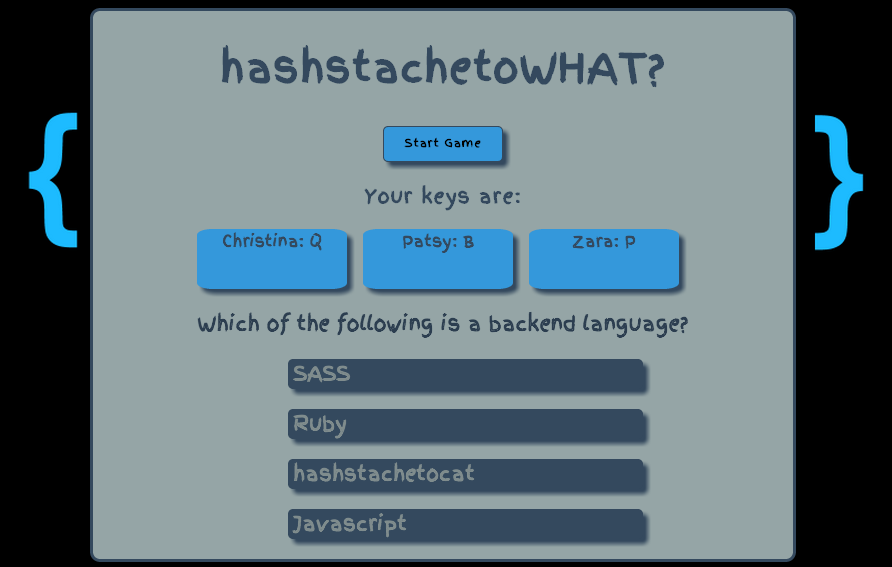 hashstachetoWHAT?
Start Game
{ }
Your keys are:
Christina: Q Patsy: B Zara: P
Which of the following is a backend language?
SASS
Ruby
hashstachetocat
Javascript